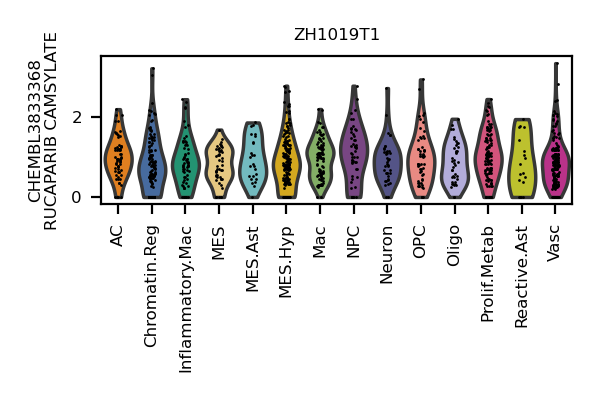 ZH1019T1
CHEMBL3833368
RUCAPARIB CAMSYLATE
2
0
AC
Chromatin.Reg
Inflammatory.Mac
MES
MES.Ast
MES.Hyp
Mac
NPC
Neuron
OPC
Oligo
Prolif.Metab
Reactive.Ast
Vasc